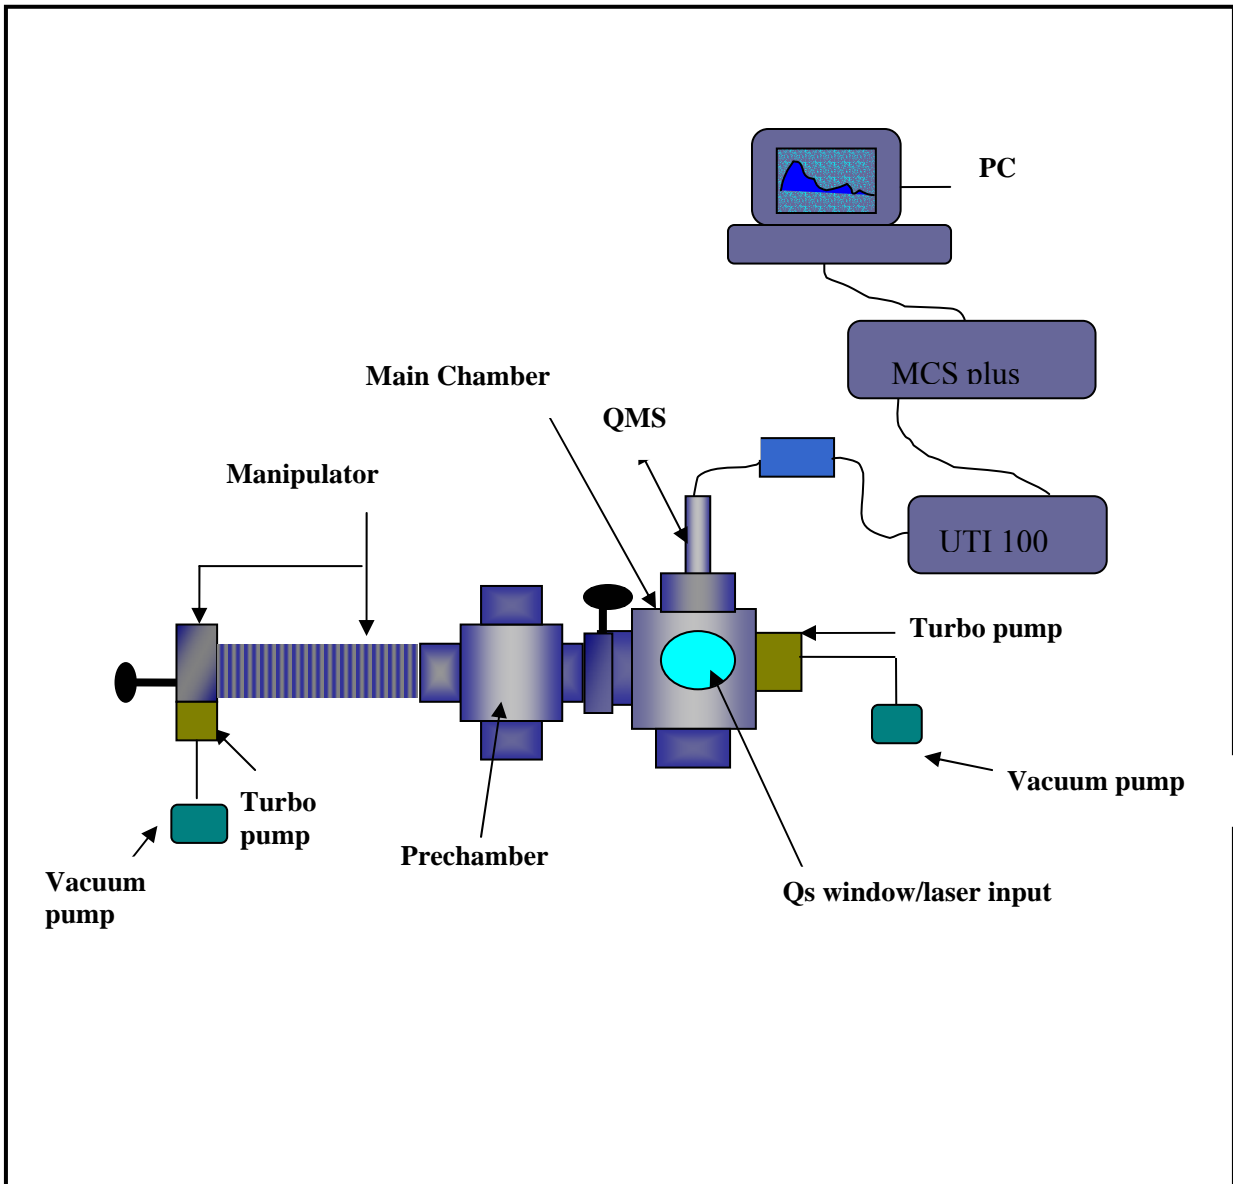 PC
MCS plus
Main Chamber
QMS
Manipulator
UTI 100
Turbo pump
Vacuum pump
Turbo
pump
Prechamber
Vacuum
pump
Qs window/laser input